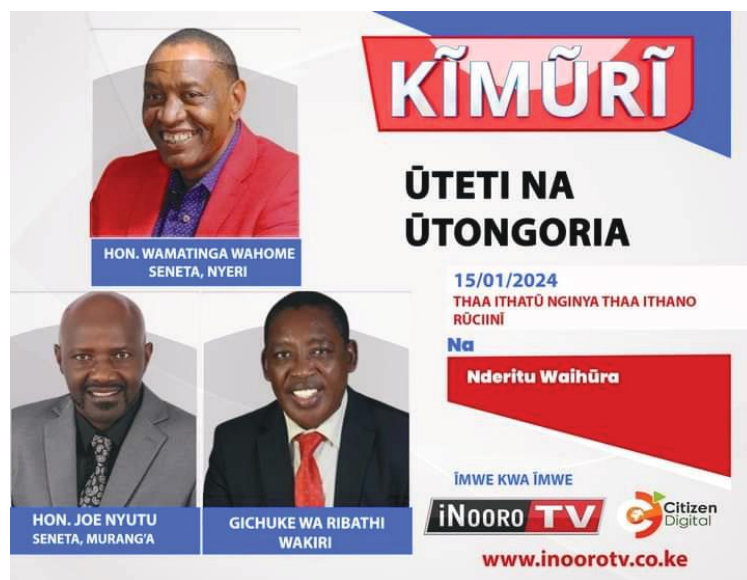 KĨMŨRĨ
ŨTETI NA
ŨTONGORIA
HON. WAMATINGA WAHOME
SENETA, NYERI
15/01/2024
THAA ITHATŨ NGINYA THAA ITHANO
RŨCIINĨ
Na
Nderitu Waihũra
HON. JOE NYUTU
SENETA, MURANG'A
GICHUKE WA RIBATHI
WAKIRI
ĨMWE KWA ĨMWE
iNOORO TV
Citizen
Digital
www.inoorotv.co.ke